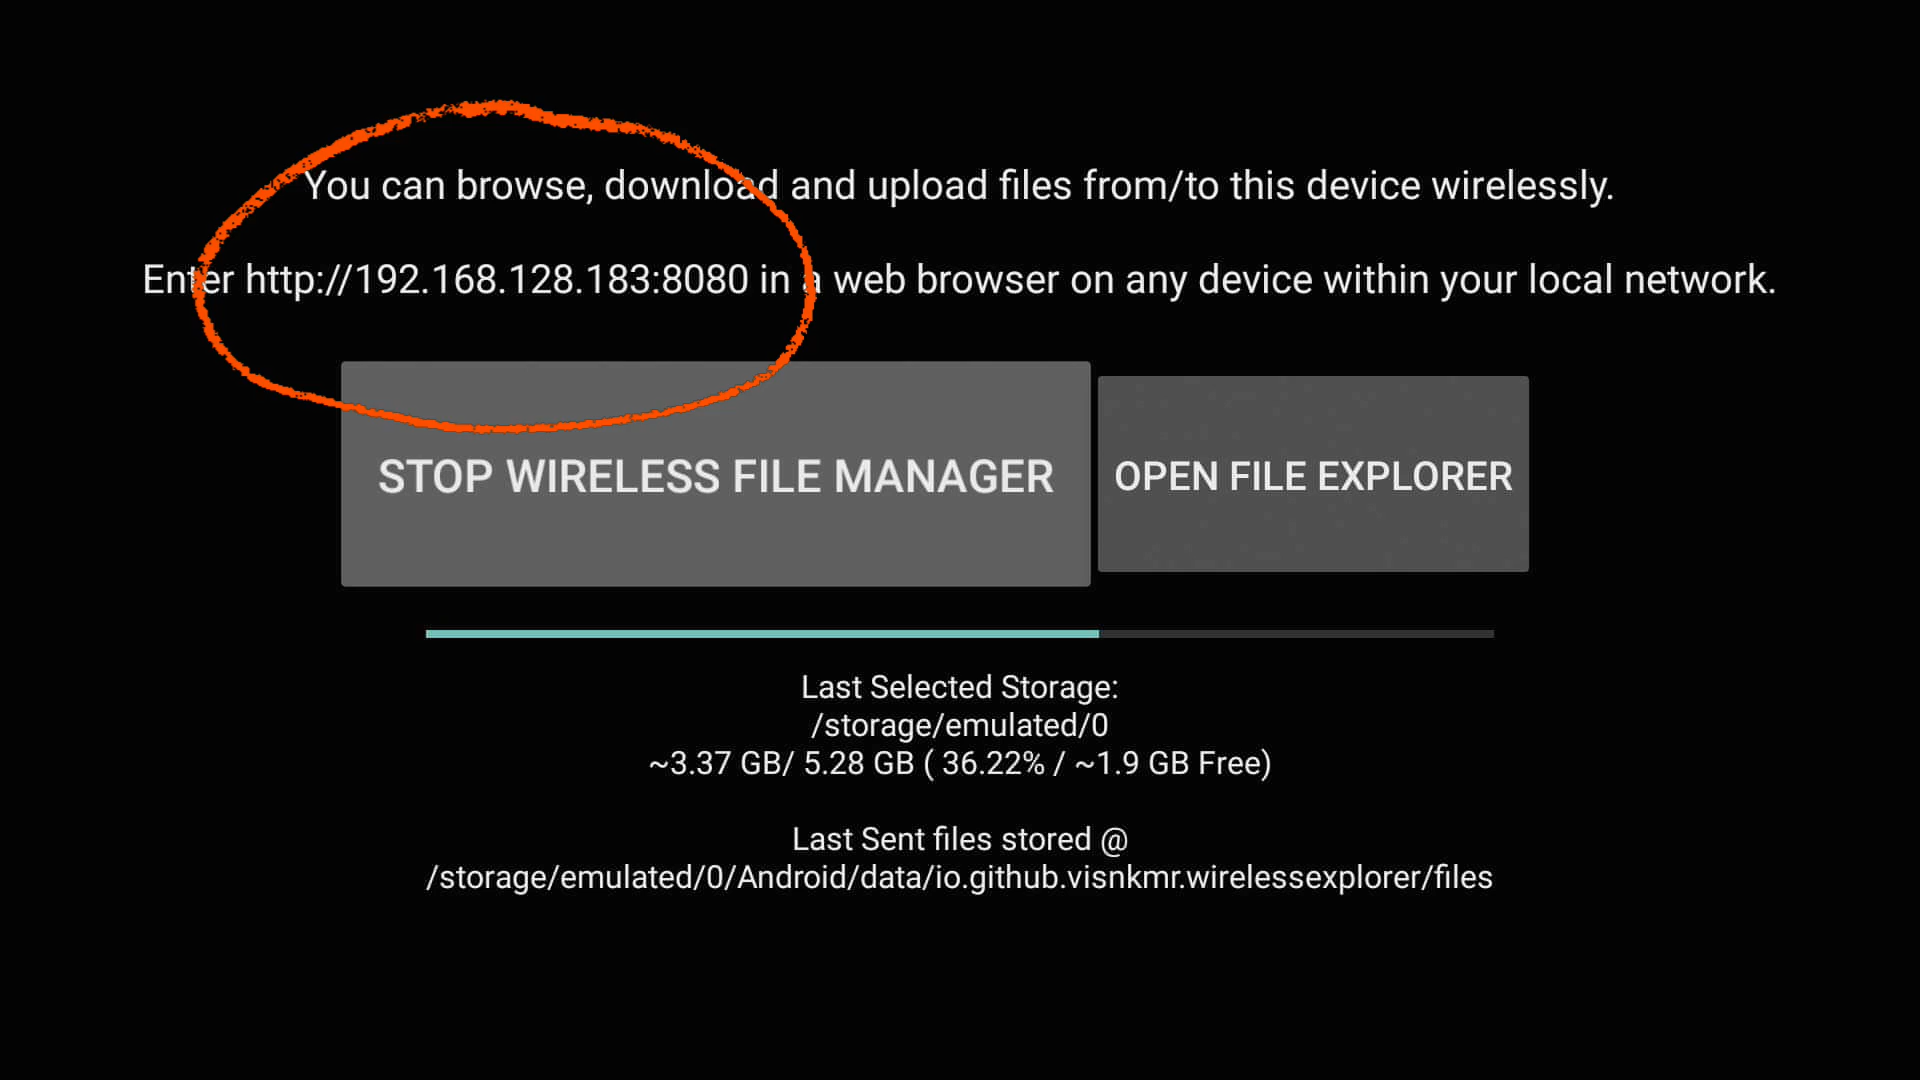 You can browse, download and upload files from/to this device wirelessly.
Enter http://192.168.128.183:8080 in a web browser on any device within your local network.
STOP WIRELESS FILE MANAGER
OPEN FILE EXPLORER
Last Selected Storage:
/storage/emulated/0
~3.37 GB/ 5.28 GB ( 36.22% / ~1.9 GB Free)
Last Sent files stored @
/storage/emulated/0/Android/data/io.github.visnkmr.wirelessexplorer/files